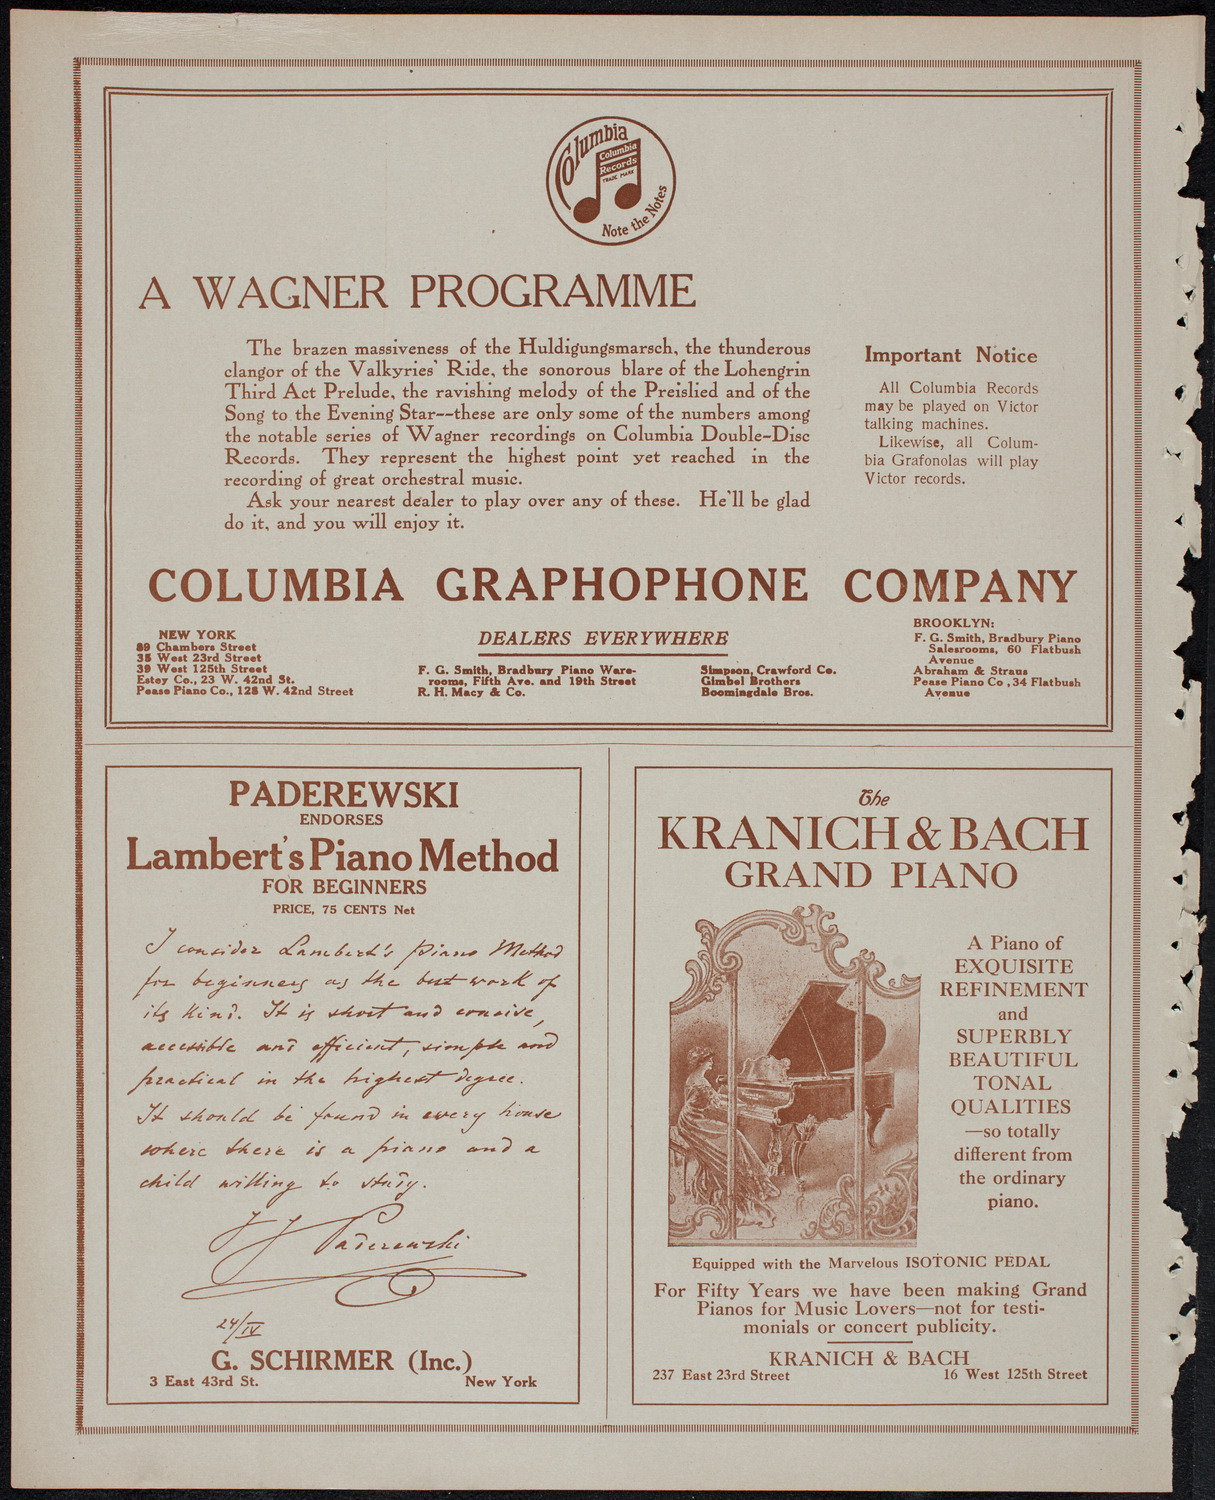 Columbia
Columbia
Records
TRADE MARK
Note the Notes
A WAGNER PROGRAMME
The brazen massiveness of the Huldigungsmarsch, the thunderous
clangor of the Valkyries' Ride, the sonorous blare of the Lohengrin
Third Act Prelude, the ravishing melody of the Preislied and of the
Song to the Evening Star--these are only some of the numbers among
the notable series of Wagner recordings on Columbia Double-Disc
Records. They represent the highest point yet reached in the
recording of great orchestral music.
Ask your nearest dealer to play over any of these. He'll be glad
do it, and you will enjoy it.
Important Notice
All Columbia Records
may be played on Victor
talking machines.
Likewise, all Colum-
bia Grafonolas will play
Victor records.
COLUMBIA GRAPHOPHONE COMPANY
NEW YORK
89 Chambers Street
35 West 23rd Street
39 West 125th Street
Estey Co., 23 W. 42nd St.
Pease Piano Co., 128 W. 42nd Street
DEALERS EVERYWHERE
F. G. Smith, Bradbury Piano Ware-
rooms, Fifth Ave. and 19th Street
R. H. Macy & Co.
Simpson, Crawford Co.
Gimbel Brothers
Boomingdale Bros.
BROOKLYN:
F. G. Smith, Bradbury Piano
Salesrooms, 60 Flatbush
Avenue
Abraham & Straus
Pease Piano Co., 34 Flatbush
Avenue
PADEREWSKI
ENDORSES
Lambert's Piano Method
FOR BEGINNERS
PRICE, 75 CENTS Net
I consider Lambert's Piano Method
for beginners as the best work of
its kind. It is short and concise,
accessible and efficient, simple and
practical in the highest degree.
It should be found in every house
where there is a piano and a
child willing to study.
I J Paderewski
24/IV
G. SCHIRMER (Inc.)
3 East 43rd St. New York
The
KRANICH & BACH
GRAND PIANO
A Piano of
EXQUISITE
REFINEMENT
and
SUPERBLY
BEAUTIFUL
TONAL
QUALITIES
—so totally
different from
the ordinary
piano.
Equipped with the Marvelous ISOTONIC PEDAL
For Fifty Years we have been making Grand
Pianos for Music Lovers—not for testi-
monials or concert publicity.
KRANICH & BACH
237 East 23rd Street 16 West 125th Street